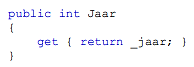 public int Jaar
{
    get { return _jaar; }
}